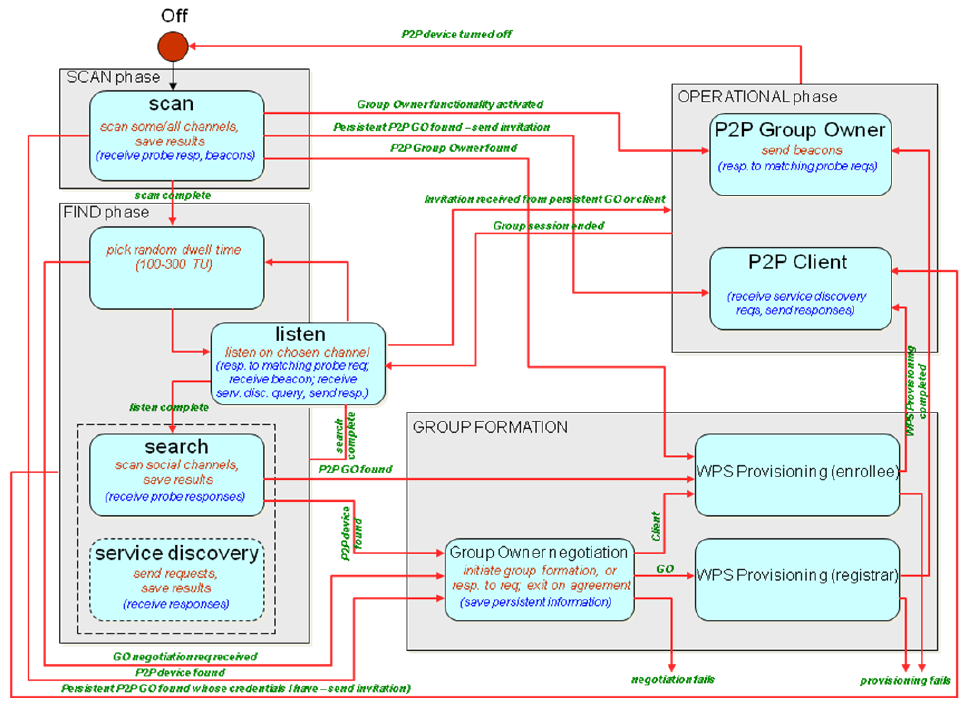 Off
P2P device turned off
SCAN phase
scan
scan some/all channels,
save results
(receive probe resp, beacons)
Group Owner functionality activated
Persistent P2P GO found – send invitation
P2P Group Owner found
OPERATIONAL phase
P2P Group Owner
send beacons
(resp. to matching probe reqs)
scan complete
FIND phase
pick random dwell time
(100-300 TU)
Invitation received from persistent GO or client
Group session ended
P2P Client
(receive service discovery
reqs, send responses)
listen
listen on chosen channel
(resp. to matching probe req;
receive beacon; receive
serv. disc. query, send resp.)
listen complete
search
complete
WPS Provisioning
completed
GROUP FORMATION
search
scan social channels,
save results
(receive probe responses)
P2P GO found
P2P device
found
WPS Provisioning (enrollee)
Client
service discovery
send requests,
save results
(receive responses)
Group Owner negotiation
initiate group formation, or
resp. to req; exit on agreement
(save persistent information)
GO
WPS Provisioning (registrar)
GO negotiation req received
P2P device found
Persistent P2P GO found whose credentials I have – send invitation)
negotiation fails
provisioning fails